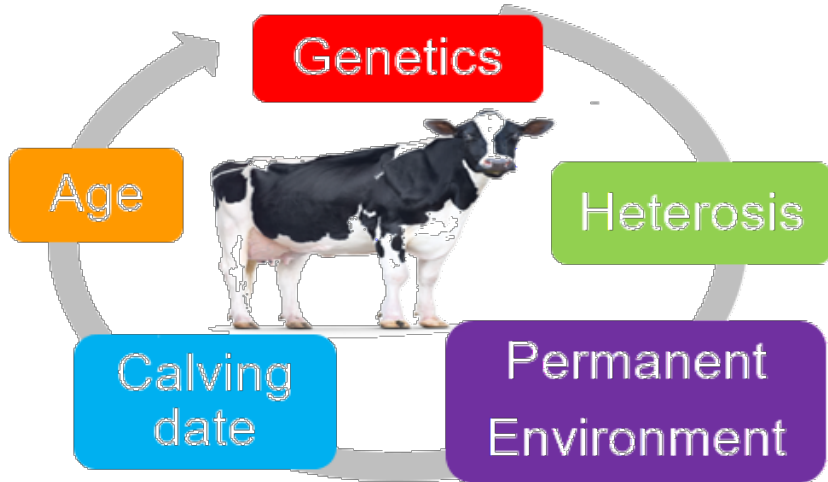 Genetics
Age
Heterosis
Calving
date
Permanent
Environment